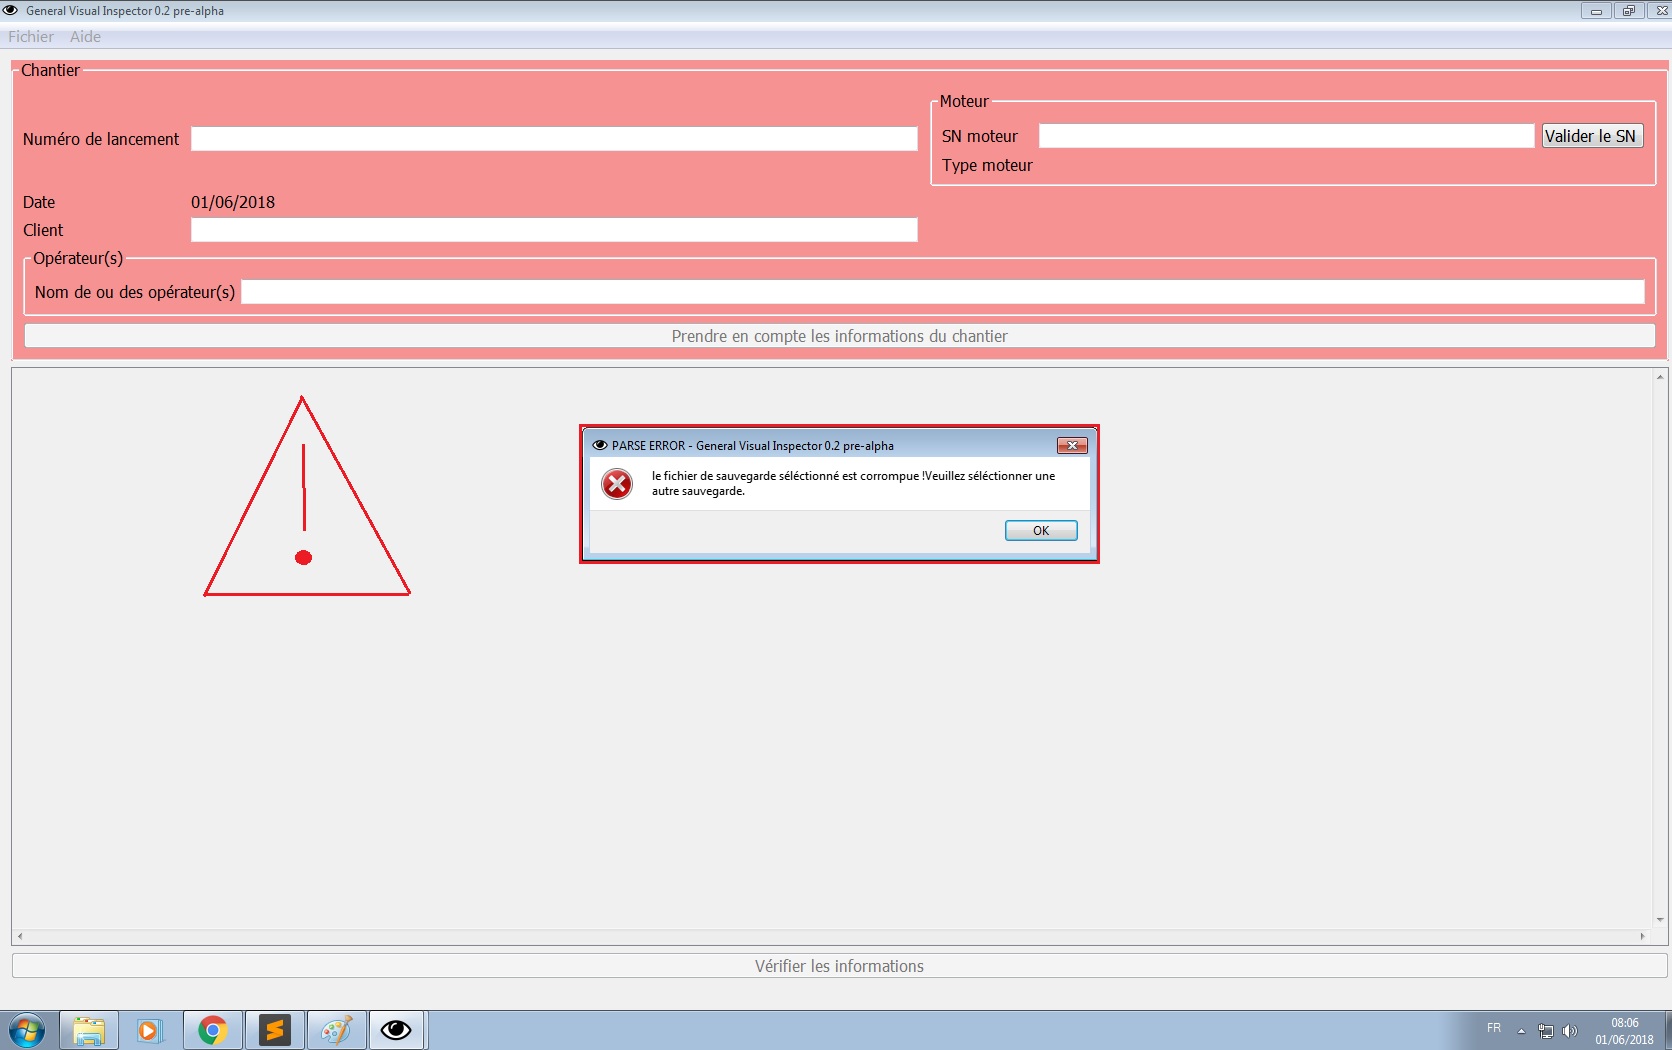 General Visual Inspector 0.2 pre-alpha
Fichier Aide
Chantier
Moteur
Numéro de lancement
SN moteur Valider le SN
Type moteur
Date 01/06/2018
Client
Opérateur(s)
Nom de ou des opérateur(s)
Prendre en compte les informations du chantier
PARSE ERROR - General Visual Inspector 0.2 pre-alpha
le fichier de sauvegarde séléctionné est corrompue !Veuillez séléctionner une
autre sauvegarde.
OK
Vérifier les informations
FR
08:06
01/06/2018